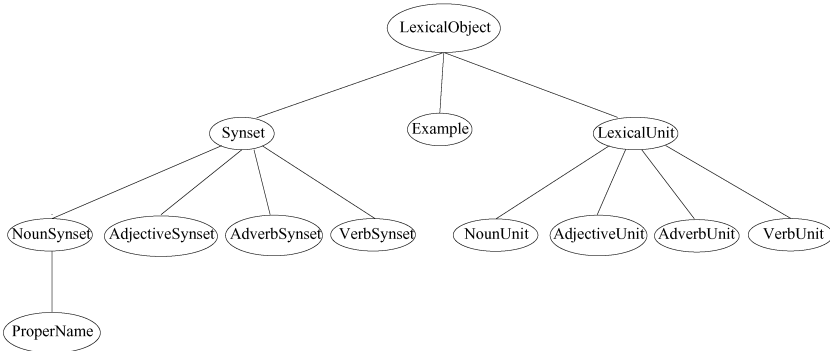 LexicalObject
Synset
Example
LexicalUnit
NounSynset
AdjectiveSynset
AdverbSynset
VerbSynset
NounUnit
AdjectiveUnit
AdverbUnit
VerbUnit
ProperName